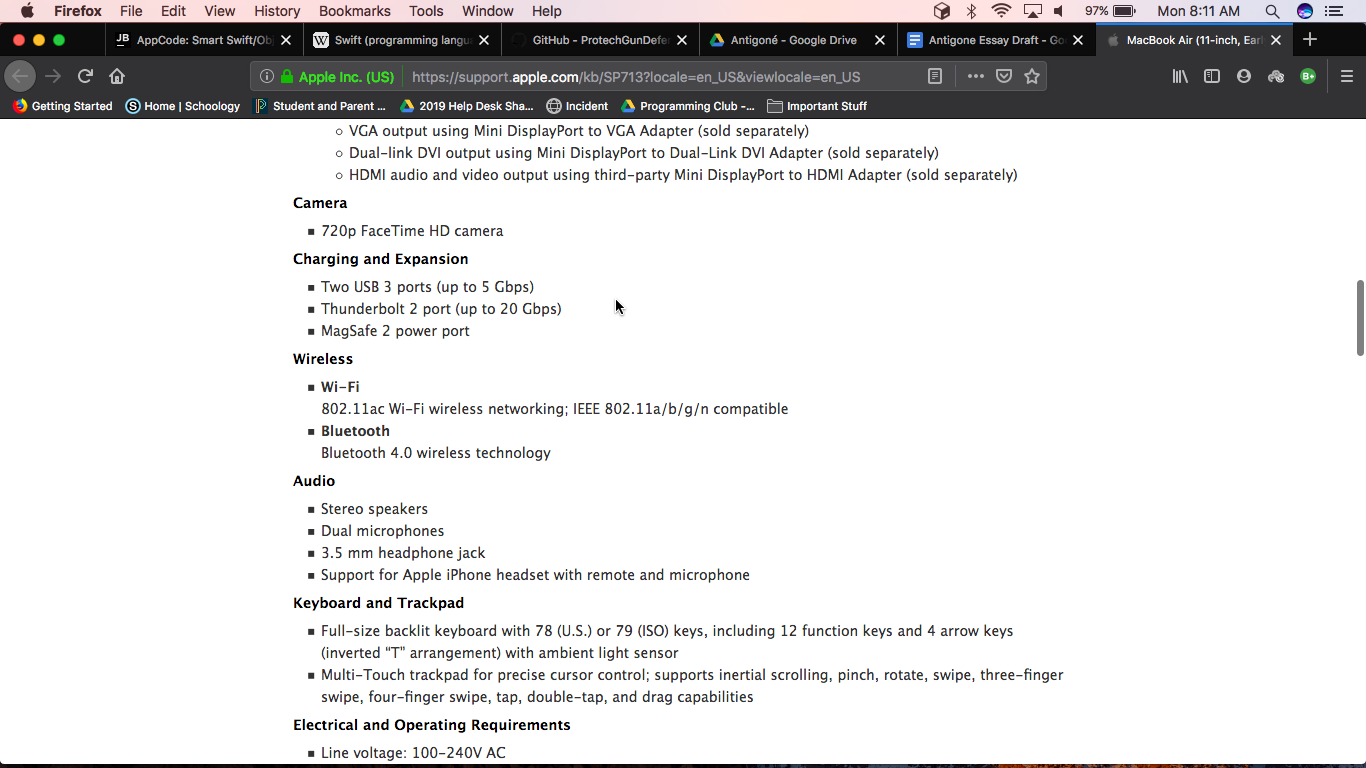 Firefox File Edit View History Bookmarks Tools Window Help 97% Mon 8:11 AM
JB AppCode: Smart Swift/Obj
W Swift (programming langu
GitHub - ProtechGunDefe
Antigoné - Google Drive
Antigone Essay Draft - Go
MacBook Air (11-inch, Earl
Apple Inc. (US) https://support.apple.com/kb/SP713?locale=en_US&viewlocale=en_US B+
Getting Started S Home | Schoology Student and Parent ... 2019 Help Desk Sha... Incident Programming Club -... Important Stuff
VGA output using Mini DisplayPort to VGA Adapter (sold separately)
Dual-link DVI output using Mini DisplayPort to Dual-Link DVI Adapter (sold separately)
HDMI audio and video output using third-party Mini DisplayPort to HDMI Adapter (sold separately)
Camera
720p FaceTime HD camera
Charging and Expansion
Two USB 3 ports (up to 5 Gbps)
Thunderbolt 2 port (up to 20 Gbps)
MagSafe 2 power port
Wireless
Wi-Fi
802.11ac Wi-Fi wireless networking; IEEE 802.11a/b/g/n compatible
Bluetooth
Bluetooth 4.0 wireless technology
Audio
Stereo speakers
Dual microphones
3.5 mm headphone jack
Support for Apple iPhone headset with remote and microphone
Keyboard and Trackpad
Full-size backlit keyboard with 78 (U.S.) or 79 (ISO) keys, including 12 function keys and 4 arrow keys
(inverted "T" arrangement) with ambient light sensor
Multi-Touch trackpad for precise cursor control; supports inertial scrolling, pinch, rotate, swipe, three-finger
swipe, four-finger swipe, tap, double-tap, and drag capabilities
Electrical and Operating Requirements
Line voltage: 100-240V AC